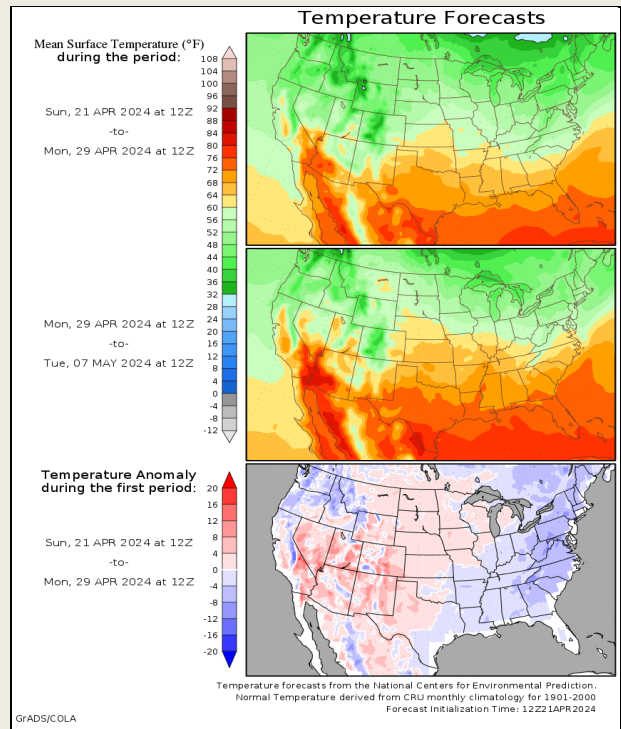 Temperature Forecasts
Mean Surface Temperature (°F)
during the period:
Sun, 21 APR 2024 at 12Z
-to-
Mon, 29 APR 2024 at 12Z
108
104
100
96
92
88
84
80
76
72
68
64
60
56
52
48
44
40
36
32
28
24
20
16
12
8
4
0
-4
-8
-12
Mon, 29 APR 2024 at 12Z
-to-
Tue, 07 MAY 2024 at 12Z
Temperature Anomaly
during the first period:
Sun, 21 APR 2024 at 12Z
-to-
Mon, 29 APR 2024 at 12Z
20
16
12
8
4
0
-4
-8
-12
-16
-20
Temperature forecasts from the National Centers for Environmental Prediction.
Normal Temperature derived from CRU monthly climatology for 1901-2000
Forecast Initialization Time: 12Z21APR2024
GrADS/COLA